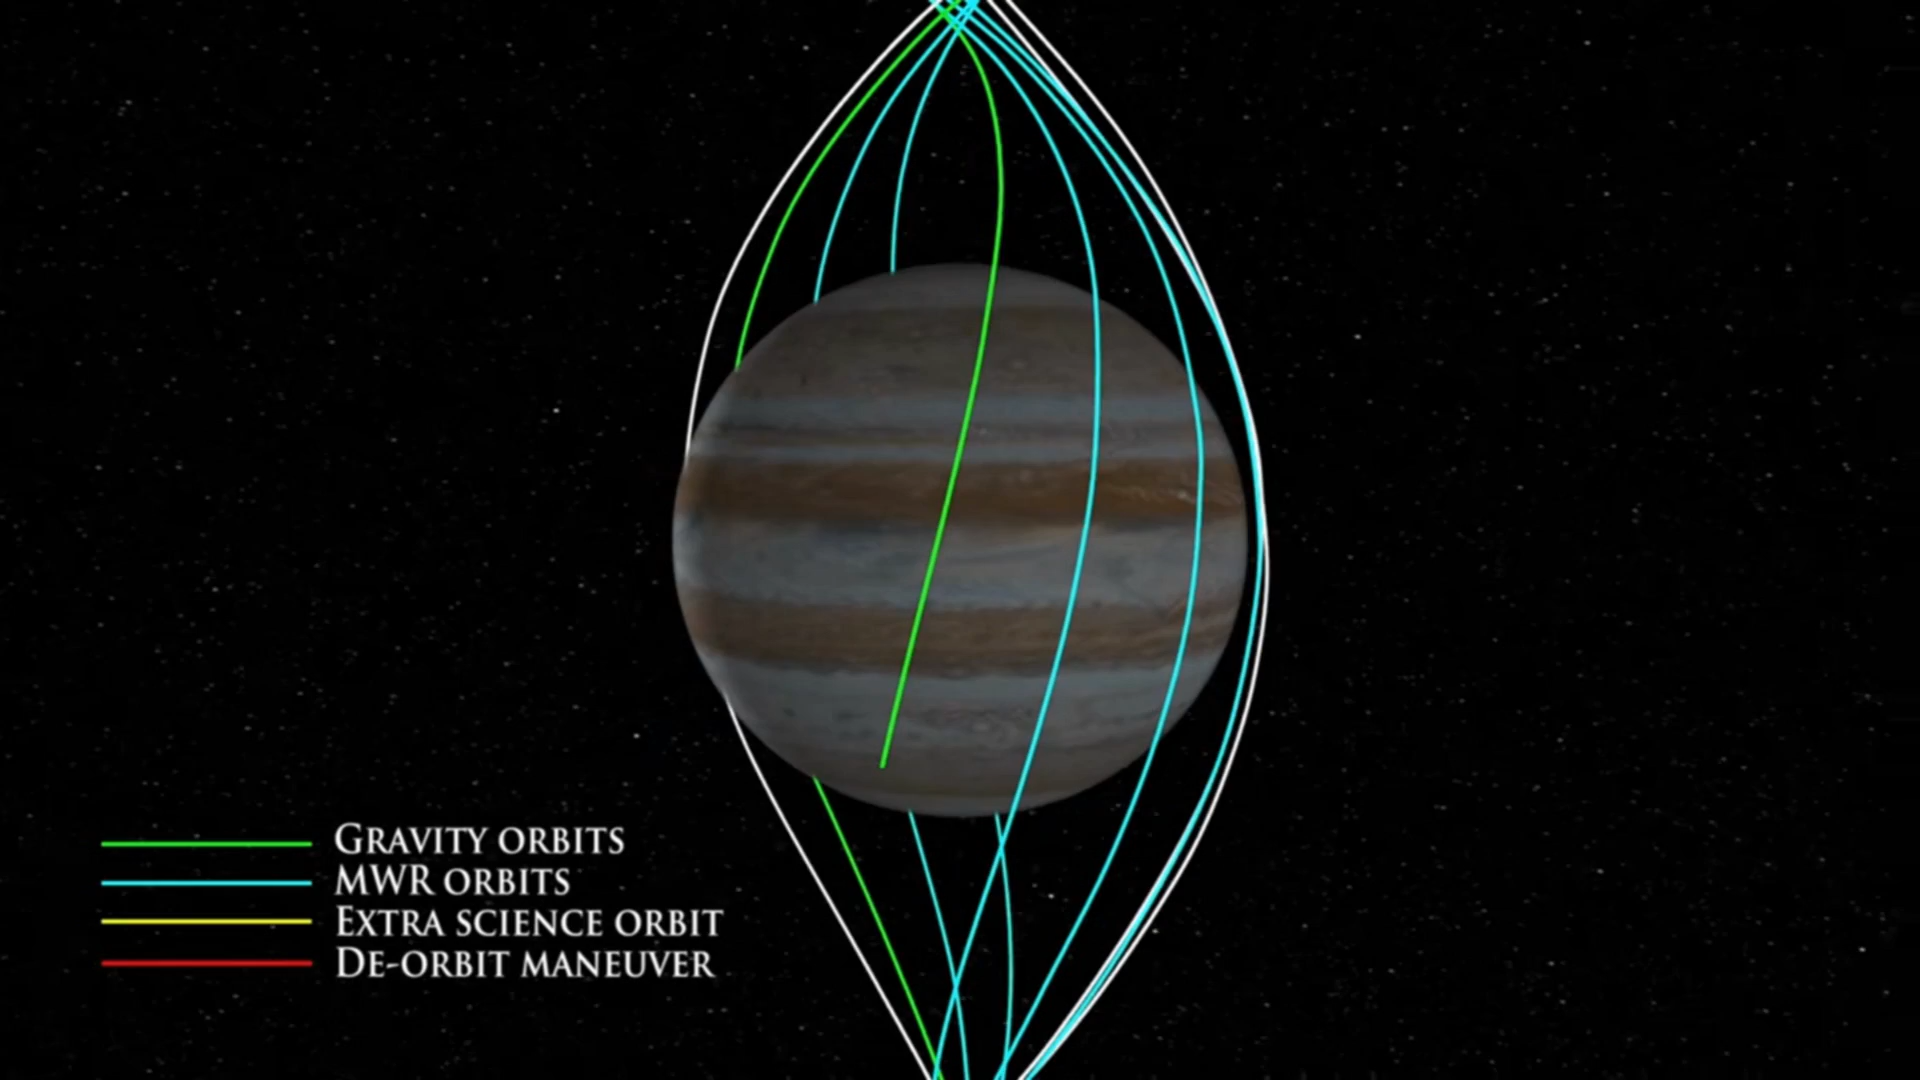 Gravity orbits
MWR orbits
Extra science orbit
De-orbit maneuver